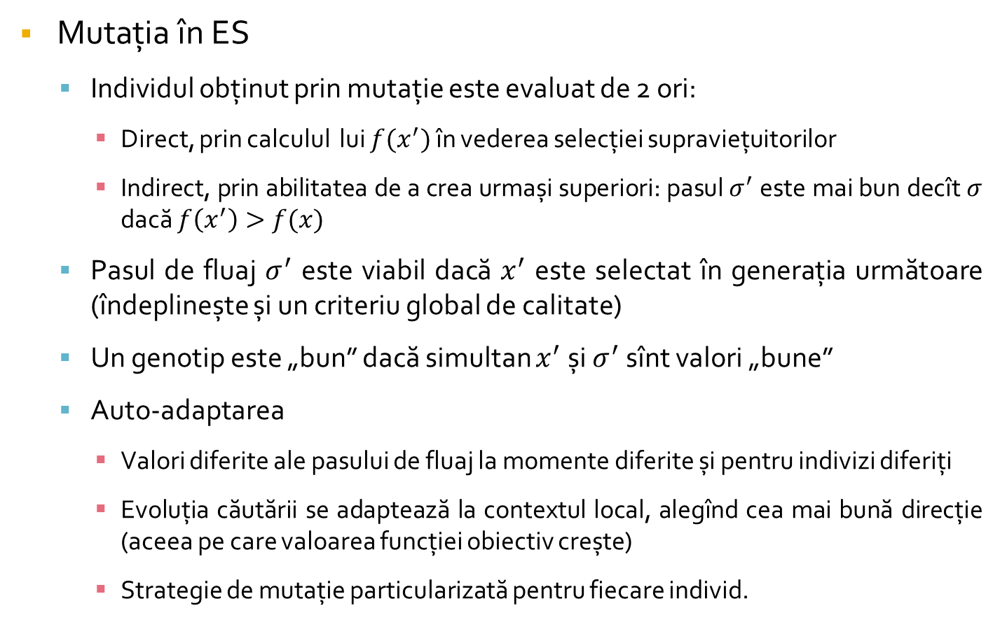 Mutația în ES
Individul obținut prin mutație este evaluat de 2 ori:
Direct, prin calculul lui 𝑓(𝑥′) în vederea selecției supraviețuitorilor
Indirect, prin abilitatea de a crea urmași superiori: pasul 𝜎′ este mai bun decît 𝜎
dacă 𝑓(𝑥′) > 𝑓(𝑥)
Pasul de fluaj 𝜎′ este viabil dacă 𝑥′ este selectat în generația următoare
(îndeplinește și un criteriu global de calitate)
Un genotip este „bun” dacă simultan 𝑥′ și 𝜎′ sînt valori „bune”
Auto-adaptarea
Valori diferite ale pasului de fluaj la momente diferite și pentru indivizi diferiți
Evoluția căutării se adaptează la contextul local, alegînd cea mai bună direcție
(aceea pe care valoarea funcției obiectiv crește)
Strategie de mutație particularizată pentru fiecare individ.